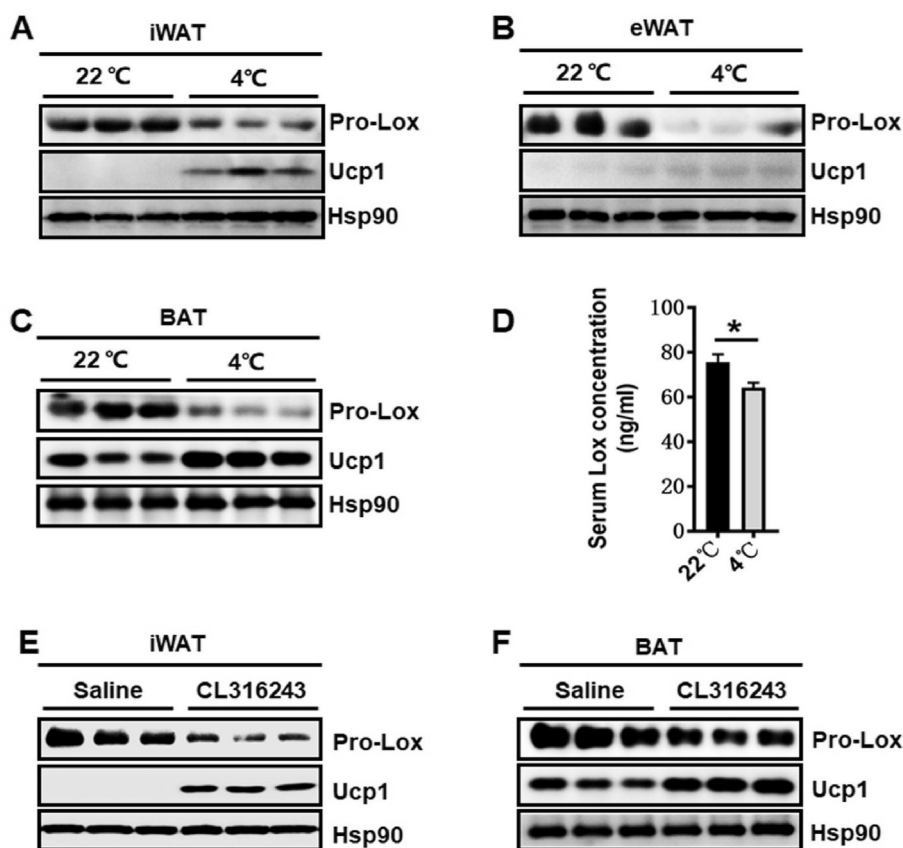 A
iWAT
22 ℃
4℃
Pro-Lox
Ucp1
Hsp90
B
eWAT
22 ℃
4℃
Pro-Lox
Ucp1
Hsp90
C
BAT
22 ℃
4℃
Pro-Lox
Ucp1
Hsp90
D
Serum Lox concentration
(ng/ml)
100
80
60
40
20
0
*
22℃
4℃
E
iWAT
Saline
CL316243
Pro-Lox
Ucp1
Hsp90
F
BAT
Saline
CL316243
Pro-Lox
Ucp1
Hsp90